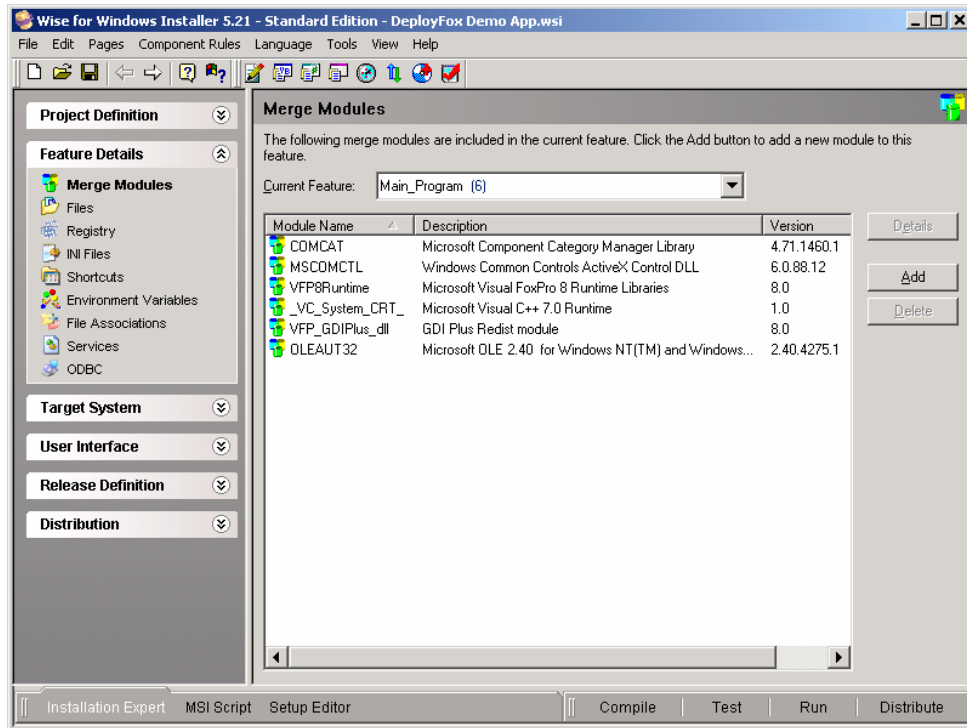 Wise for Windows Installer 5.21 - Standard Edition - DeployFox Demo App.wsi
File Edit Pages Component Rules Language Tools View Help
Project Definition
Feature Details
Merge Modules
Files
Registry
INI Files
Shortcuts
Environment Variables
File Associations
Services
ODBC
Target System
User Interface
Release Definition
Distribution
Merge Modules
The following merge modules are included in the current feature. Click the Add button to add a new module to this
feature.
Current Feature: Main_Program (6)
Module Name Description Version
COMCAT Microsoft Component Category Manager Library 4.71.1460.1
MSCOMCTL Windows Common Controls ActiveX Control DLL 6.0.88.12
VFP8Runtime Microsoft Visual FoxPro 8 Runtime Libraries 8.0
_VC_System_CRT_ Microsoft Visual C++ 7.0 Runtime 1.0
VFP_GDIPlus_dll GDI Plus Redist module 8.0
OLEAUT32 Microsoft OLE 2.40 for Windows NT(TM) and Windows... 2.40.4275.1
Details
Add
Delete
Installation Expert MSI Script Setup Editor Compile Test Run Distribute